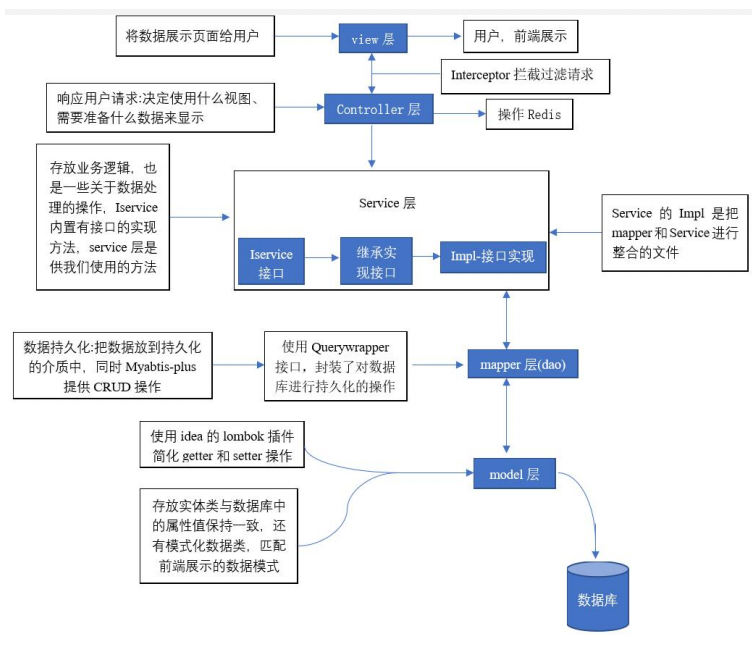 将数据展示页面给用户
view 层
用户，前端展示
Interceptor 拦截过滤请求
响应用户请求:决定使用什么视图、
需要准备什么数据来显示
Controller 层
操作 Redis
存放业务逻辑，也
是一些关于数据处
理的操作，Iservice
内置有接口的实现
方法，service 层是
供我们使用的方法
Service 层
Iservice
接口
继承实
现接口
Impl-接口实现
Service 的 Impl 是把
mapper 和 Service 进行
整合的文件
数据持久化:把数据放到持久化
的介质中，同时 Myabtis-plus
提供 CRUD 操作
使用 Querywrapper
接口，封装了对数据
库进行持久化的操作
mapper 层(dao)
使用 idea 的 lombok 插件
简化 getter 和 setter 操作
model 层
存放实体类与数据库中
的属性值保持一致，还
有模式化数据类，匹配
前端展示的数据模式
数据库